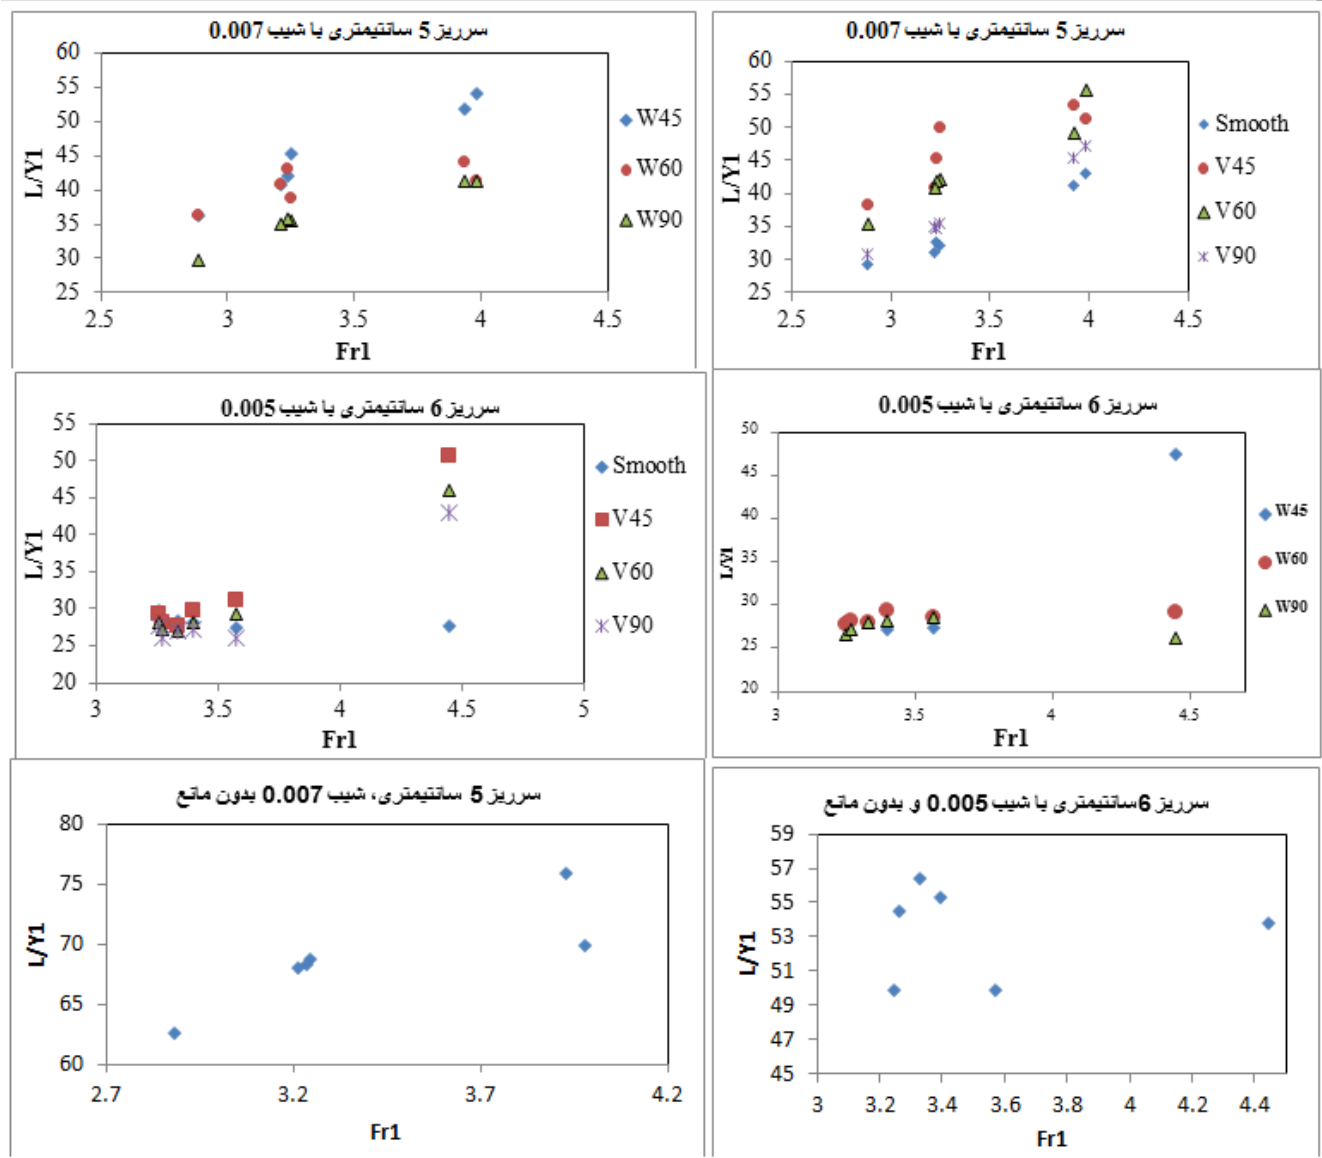 سرریز 5 سانتیمتری با شیب 0.007
60
55
50
45
40
35
30
25
2.5 3 3.5 4 4.5
L/Y1
Fr1
W45
W60
W90
سرریز 5 سانتیمتری با شیب 0.007
60
55
50
45
40
35
30
25
2.5 3 3.5 4 4.5
L/Y1
Fr1
Smooth
V45
V60
V90
سرریز 6 سانتیمتری با شیب 0.005
55
50
45
40
35
30
25
20
3 3.5 4 4.5 5
L/Y1
Fr1
Smooth
V45
V60
V90
سرریز 6 سانتیمتری با شیب 0.005
50
45
40
35
30
25
20
3 3.5 4 4.5
L/Y1
Fr1
W45
W60
W90
سرریز 5 سانتیمتری، شیب 0.007 بدون مانع
80
75
70
65
60
2.7 3.2 3.7 4.2
L/Y1
Fr1
سرریز 6سانتیمتری با شیب 0.005 و بدون مانع
59
57
55
53
51
49
47
45
3 3.2 3.4 3.6 3.8 4 4.2 4.4
L/Y1
Fr1